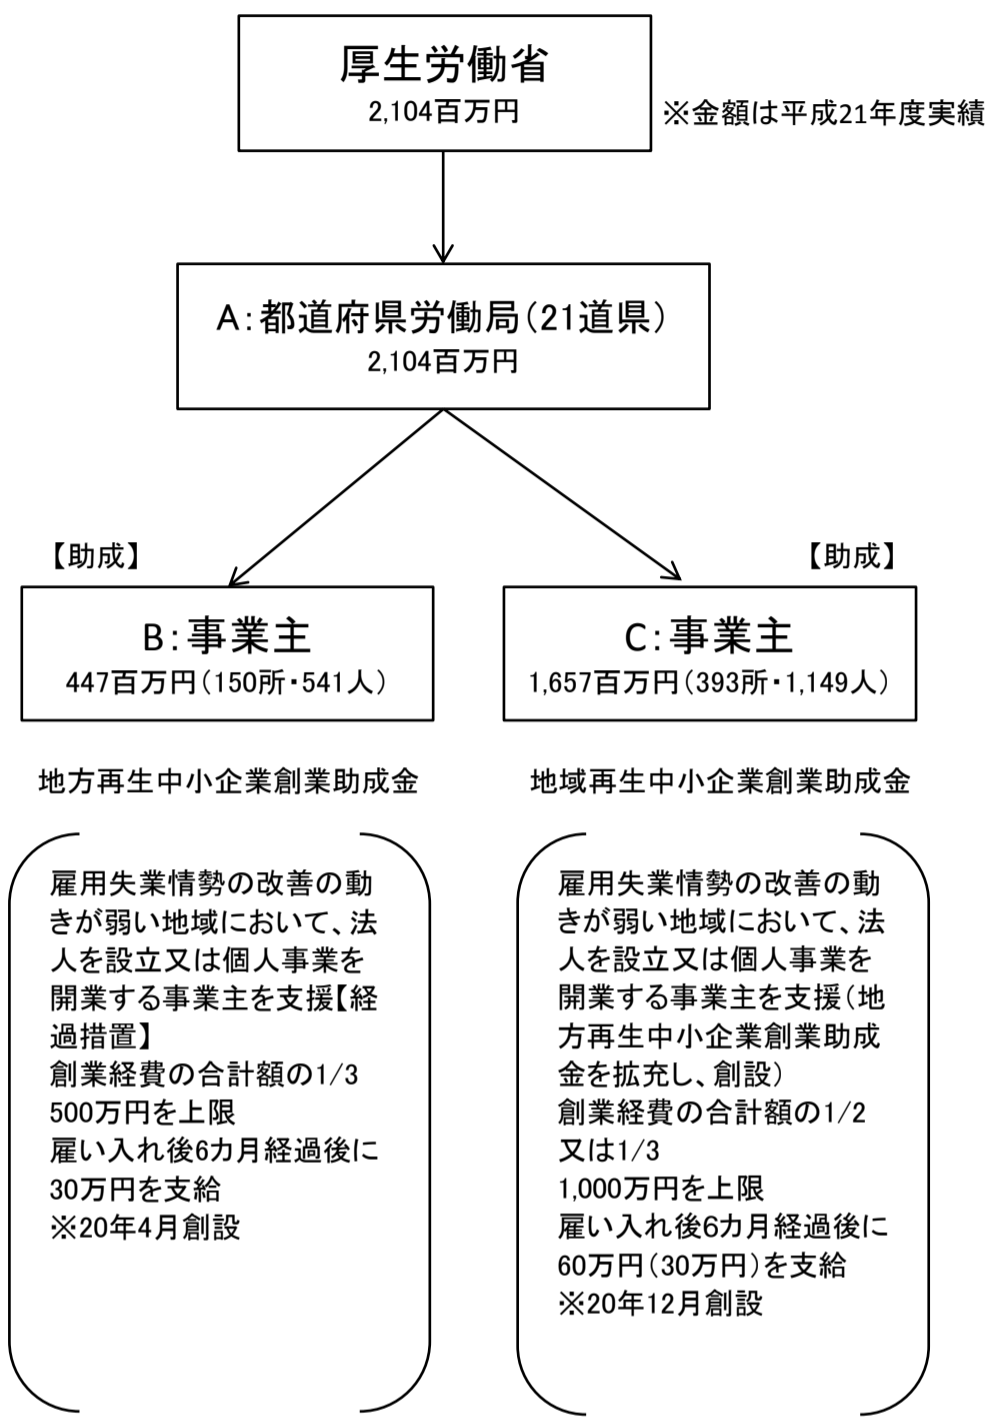 厚生労働省
2,104百万円
※金額は平成21年度実績
A:都道府県労働局(21道県)
2,104百万円
【助成】
B:事業主
447百万円(150所・541人)
地方再生中小企業創業助成金
雇用失業情勢の改善の動
きが弱い地域において、法
人を設立又は個人事業を
開業する事業主を支援【経
過措置】
創業経費の合計額の1/3
500万円を上限
雇い入れ後6カ月経過後に
30万円を支給
※20年4月創設
【助成】
C:事業主
1,657百万円(393所・1,149人)
地域再生中小企業創業助成金
雇用失業情勢の改善の動
きが弱い地域において、法
人を設立又は個人事業を
開業する事業主を支援(地
方再生中小企業創業助成
金を拡充し、創設)
創業経費の合計額の1/2
又は1/3
1,000万円を上限
雇い入れ後6カ月経過後に
60万円(30万円)を支給
※20年12月創設